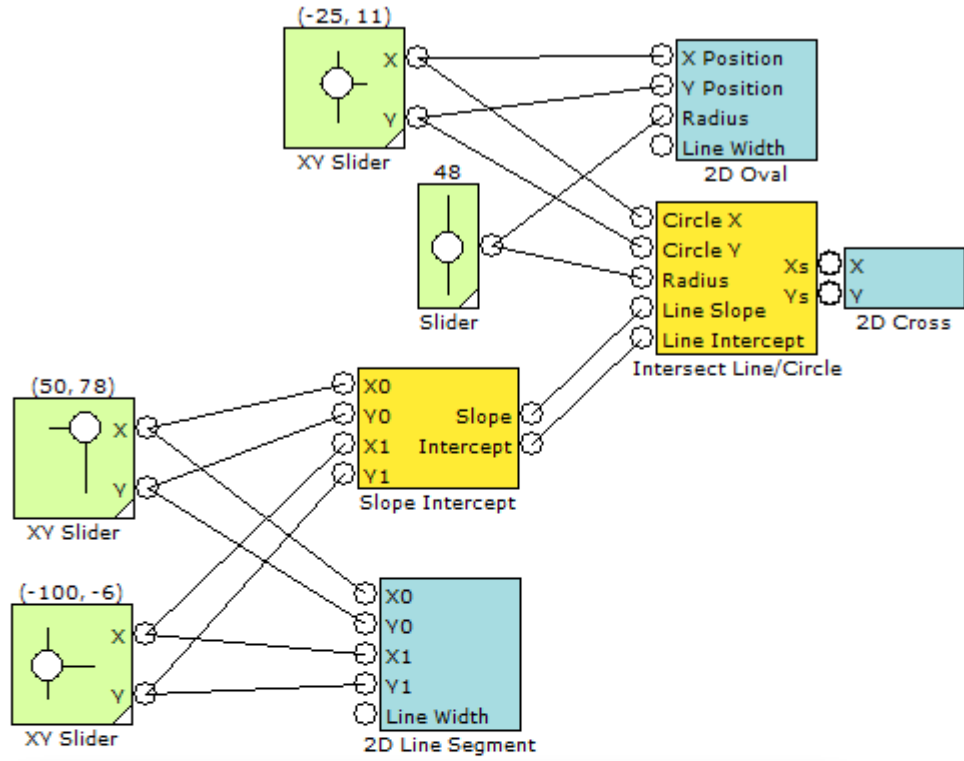 (-25, 11)
X
Y
XY Slider
X Position
Y Position
Radius
Line Width
2D Oval
48
Slider
Circle X
Circle Y
Radius
Line Slope
Line Intercept
Xs
Ys
Intersect Line/Circle
X
Y
2D Cross
(50, 78)
X
Y
XY Slider
X0
Y0
X1
Y1
Slope
Intercept
Slope Intercept
(-100, -6)
X
Y
XY Slider
X0
Y0
X1
Y1
Line Width
2D Line Segment